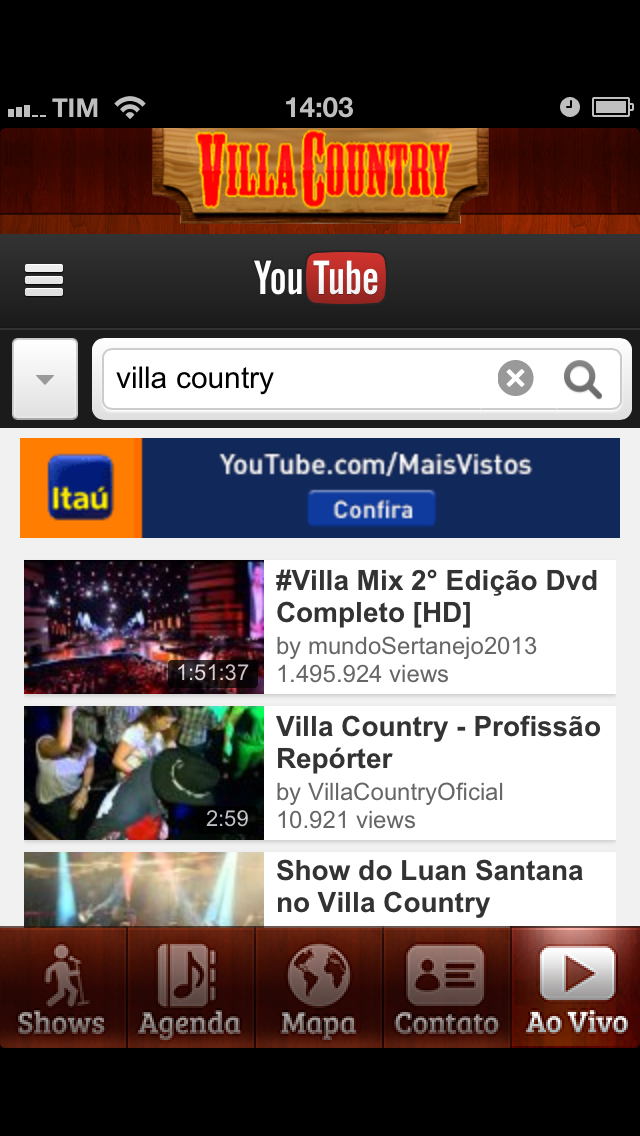 TIM 14:03
VILLA COUNTRY
YouTube
villa country
Itaú
YouTube.com/MaisVistos
Confira
#Villa Mix 2° Edição Dvd
Completo [HD]
by mundoSertanejo2013
1.495.924 views
1:51:37
Villa Country - Profissão
Repórter
by VillaCountryOficial
10.921 views
2:59
Show do Luan Santana
no Villa Country
Shows Agenda Mapa Contato Ao Vivo